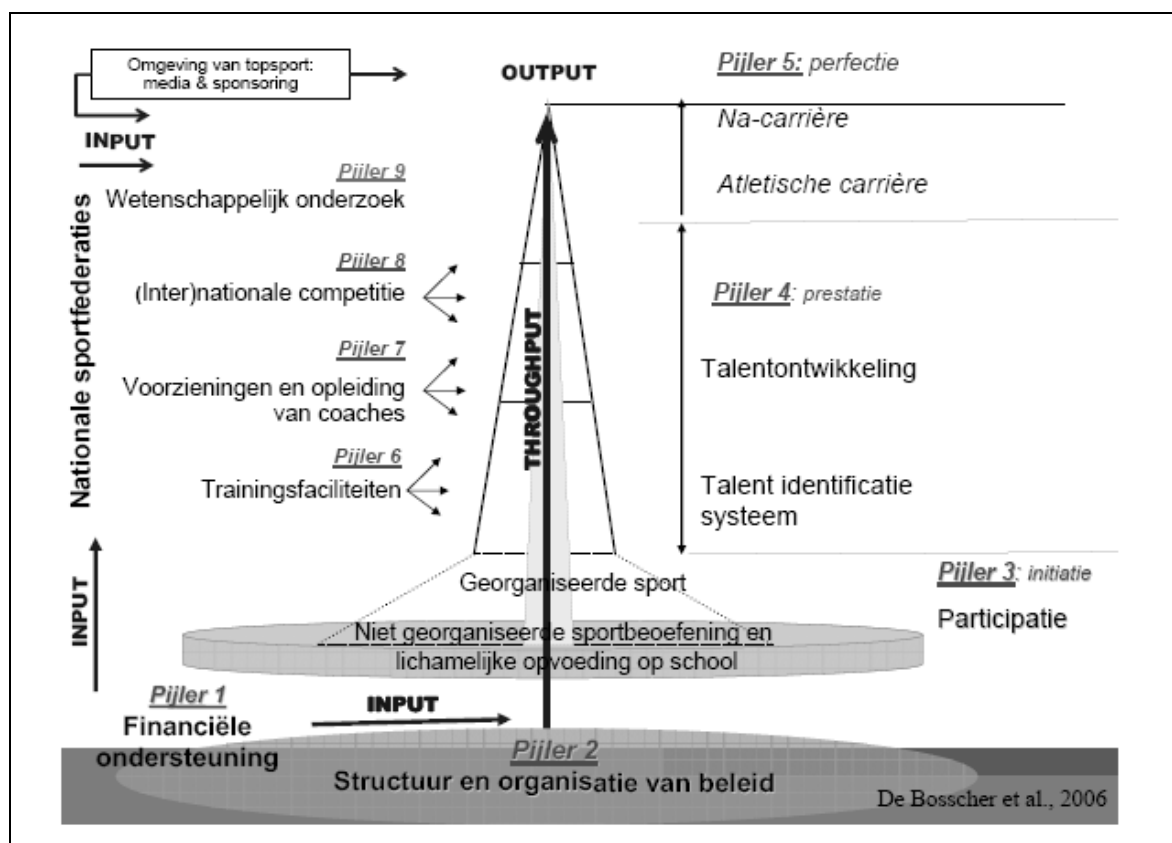 Omgeving van topsport:
media & sponsoring
OUTPUT
Pijler 5: perfectie
INPUT
Na-carrière
Pijler 9
Wetenschappelijk onderzoek
Atletische carrière
Nationale sportfederaties
Pijler 8
(Inter)nationale competitie
Pijler 4: prestatie
THROUGHPUT
Pijler 7
Voorzieningen en opleiding
van coaches
Talentontwikkeling
Pijler 6
Trainingsfaciliteiten
Talent identificatie
systeem
INPUT
Georganiseerde sport
Pijler 3: initiatie
Participatie
Niet georganiseerde sportbeoefening en
lichamelijke opvoeding op school
Pijler 1
Financiële
ondersteuning
INPUT
Pijler 2
Structuur en organisatie van beleid
De Bosscher et al., 2006